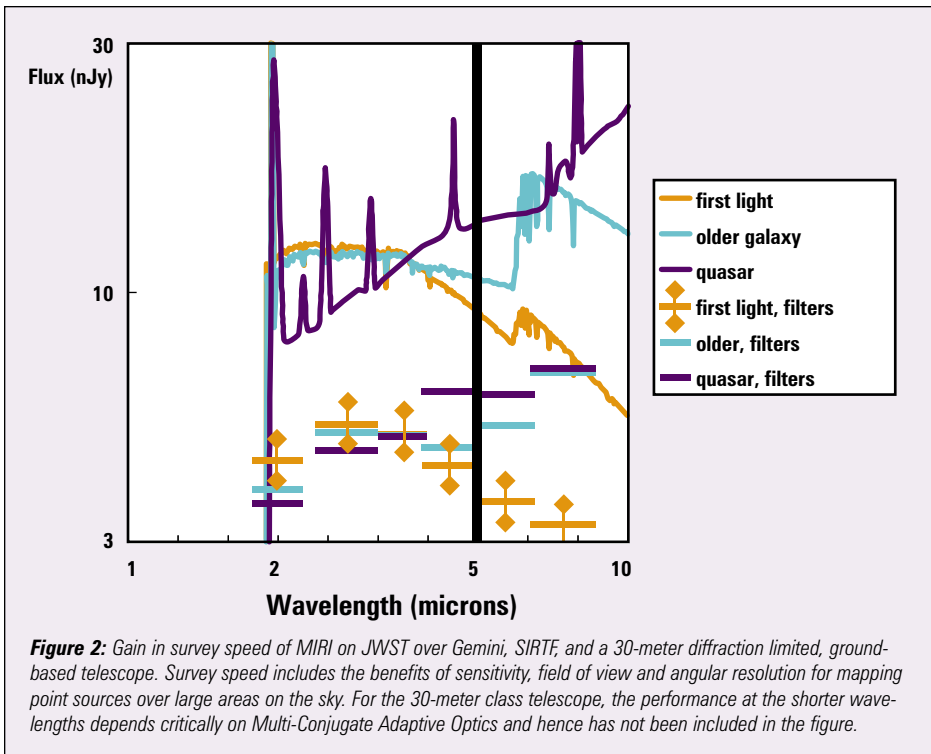 30
Flux (nJy)
10
3
1
2
5
10
Wavelength (microns)
first light
older galaxy
quasar
first light, filters
older, filters
quasar, filters
Figure 2: Gain in survey speed of MIRI on JWST over Gemini, SIRTF, and a 30-meter diffraction limited, ground-
based telescope. Survey speed includes the benefits of sensitivity, field of view and angular resolution for mapping
point sources over large areas on the sky. For the 30-meter class telescope, the performance at the shorter wave-
lengths depends critically on Multi-Conjugate Adaptive Optics and hence has not been included in the figure.